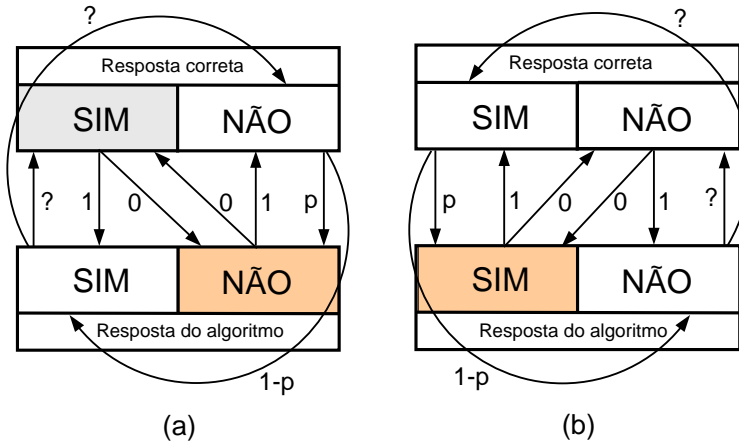 ?
?
Resposta correta
Resposta correta
SIM NÃO
SIM NÃO
? 1 0 0 1 p
p 1 0 0 1 ?
SIM NÃO
SIM NÃO
Resposta do algoritmo
Resposta do algoritmo
1-p
1-p
(a)
(b)